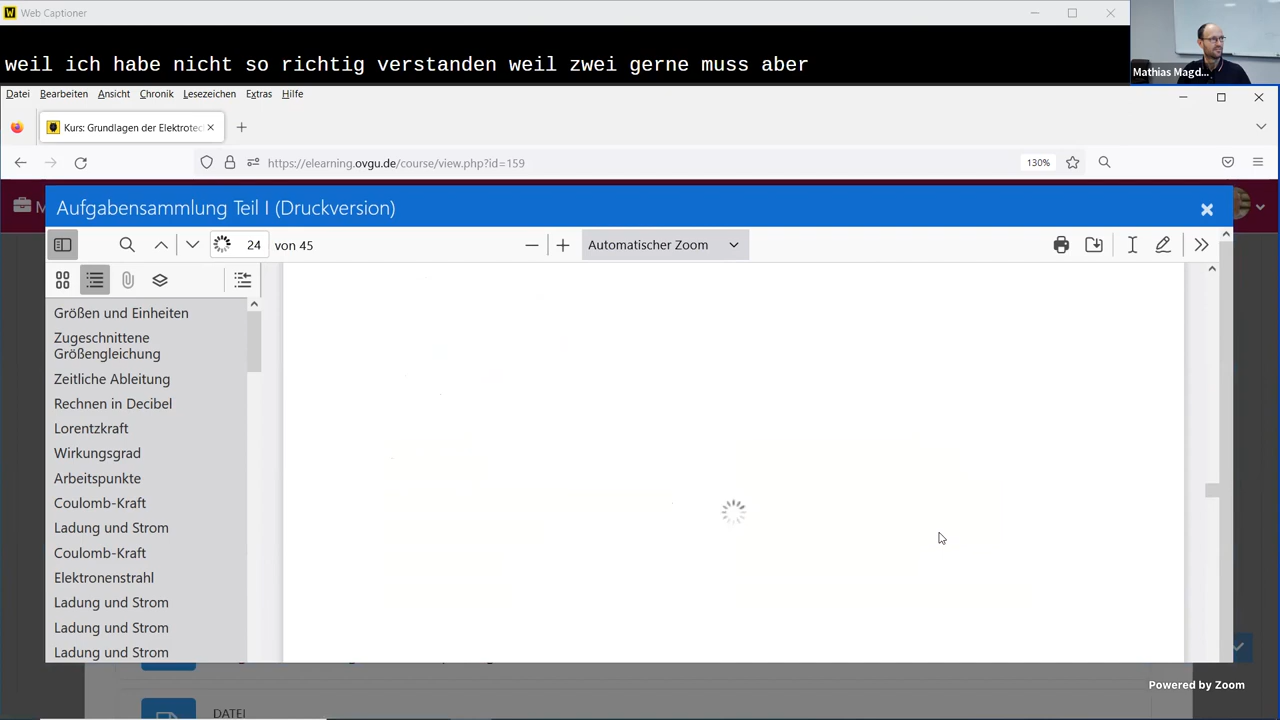 Web Captioner
weil ich habe nicht so richtig verstanden weil zwei gerne muss aber
Mathias Magd...
Datei Bearbeiten Ansicht Chronik Lesezeichen Extras Hilfe
Kurs: Grundlagen der Elektrotec
https://elearning.ovgu.de/course/view.php?id=159
130%
M
Aufgabensammlung Teil I (Druckversion)
24 von 45
Automatischer Zoom
Größen und Einheiten
Zugeschnittene
Größengleichung
Zeitliche Ableitung
Rechnen in Decibel
Lorentzkraft
Wirkungsgrad
Arbeitspunkte
Coulomb-Kraft
Ladung und Strom
Coulomb-Kraft
Elektronenstrahl
Ladung und Strom
Ladung und Strom
Ladung und Strom
DATEI
Powered by Zoom